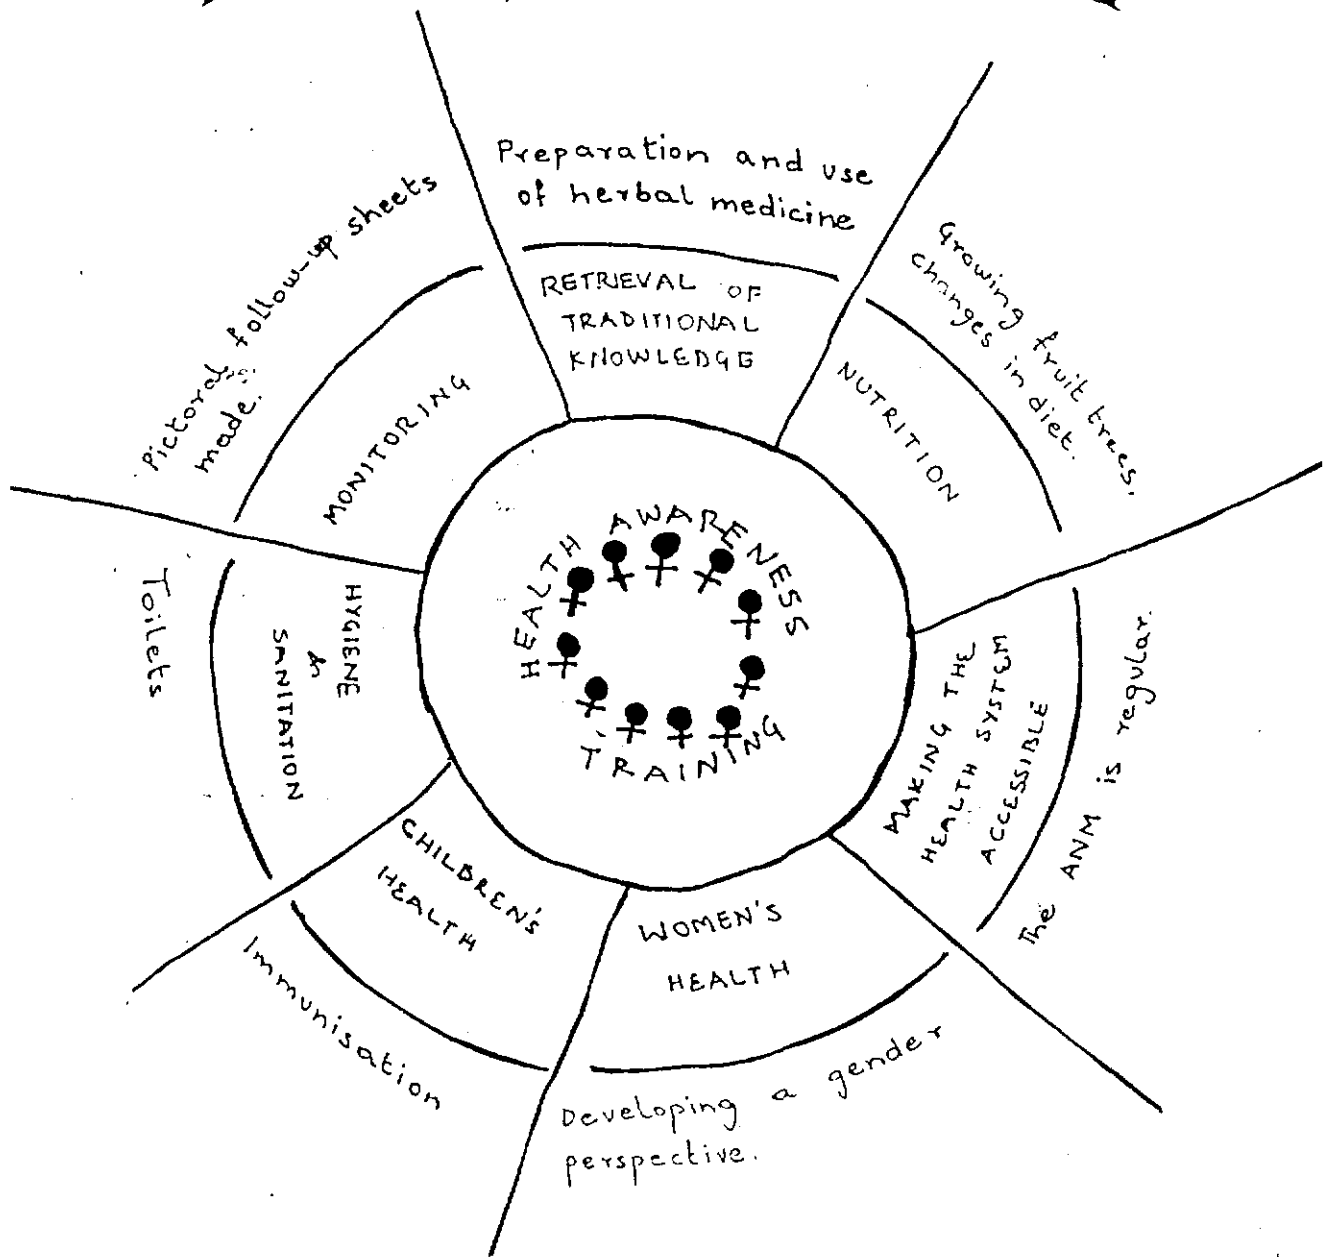 Preparation and use
of herbal medicine
RETRIEVAL OF
TRADITIONAL
KNOWLEDGE
Growing fruit trees,
changes in diet.
NUTRITION
MAKING THE
HEALTH SYSTEM
ACCESSIBLE
The ANM is regular.
WOMEN'S
HEALTH
Developing a gender
perspective.
CHILDREN'S
HEALTH
Immunisation
HYGIENE
&
SANITATION
Toilets
MONITORING
Pictoral follow-up sheets
made.
HEALTH AWARENESS
TRAINING